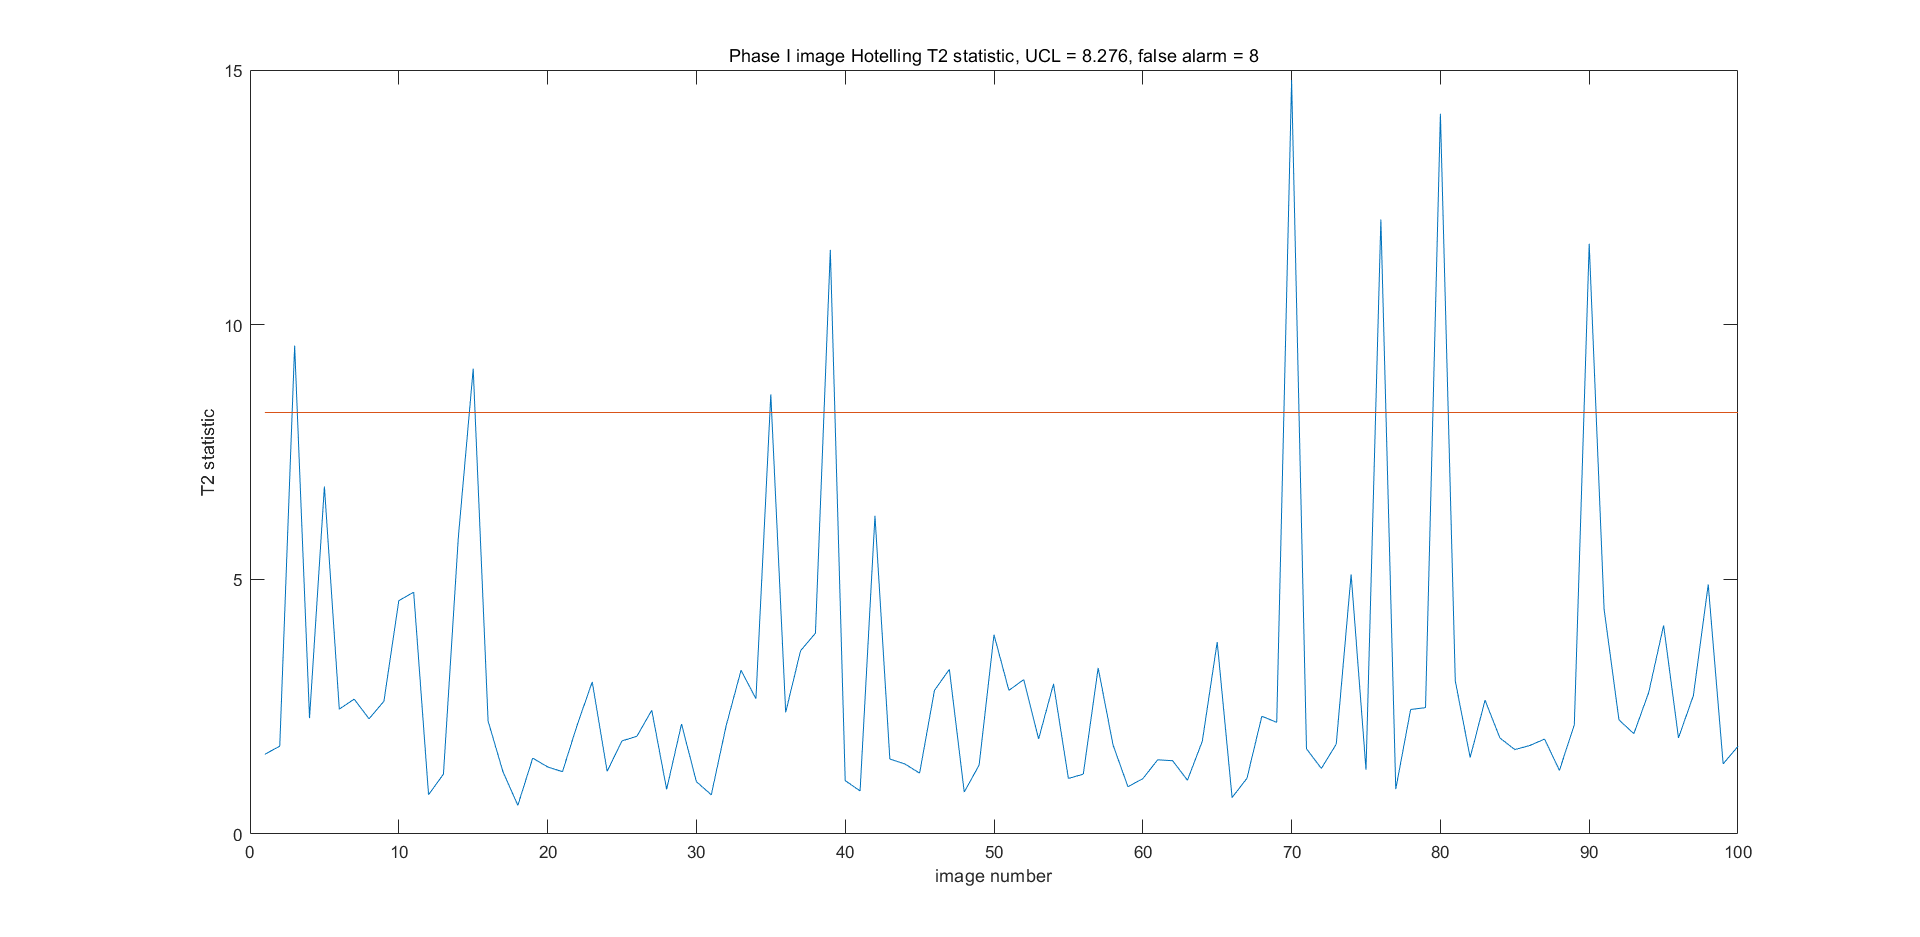 Phase I image Hotelling T2 statistic, UCL = 8.276, false alarm = 8
15
10
5
0
T2 statistic
0 10 20 30 40 50 60 70 80 90 100
image number